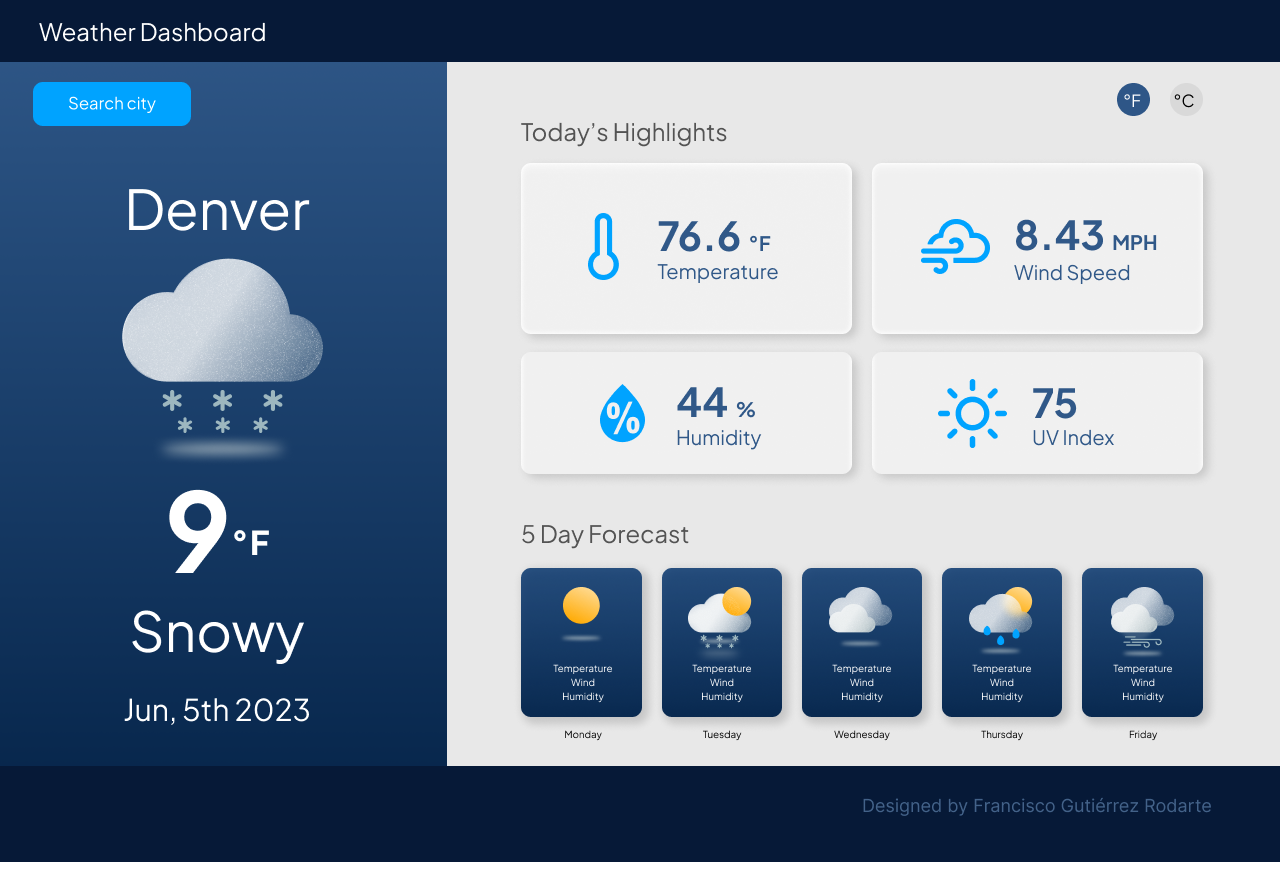 Weather Dashboard
Search city
Denver
9 °F
Snowy
Jun, 5th 2023
°F °C
Today’s Highlights
76.6 °F
Temperature
8.43 MPH
Wind Speed
%
44 %
Humidity
75
UV Index
5 Day Forecast
Temperature
Wind
Humidity
Monday
Temperature
Wind
Humidity
Tuesday
Temperature
Wind
Humidity
Wednesday
Temperature
Wind
Humidity
Thursday
Temperature
Wind
Humidity
Friday
Designed by Francisco Gutiérrez Rodarte